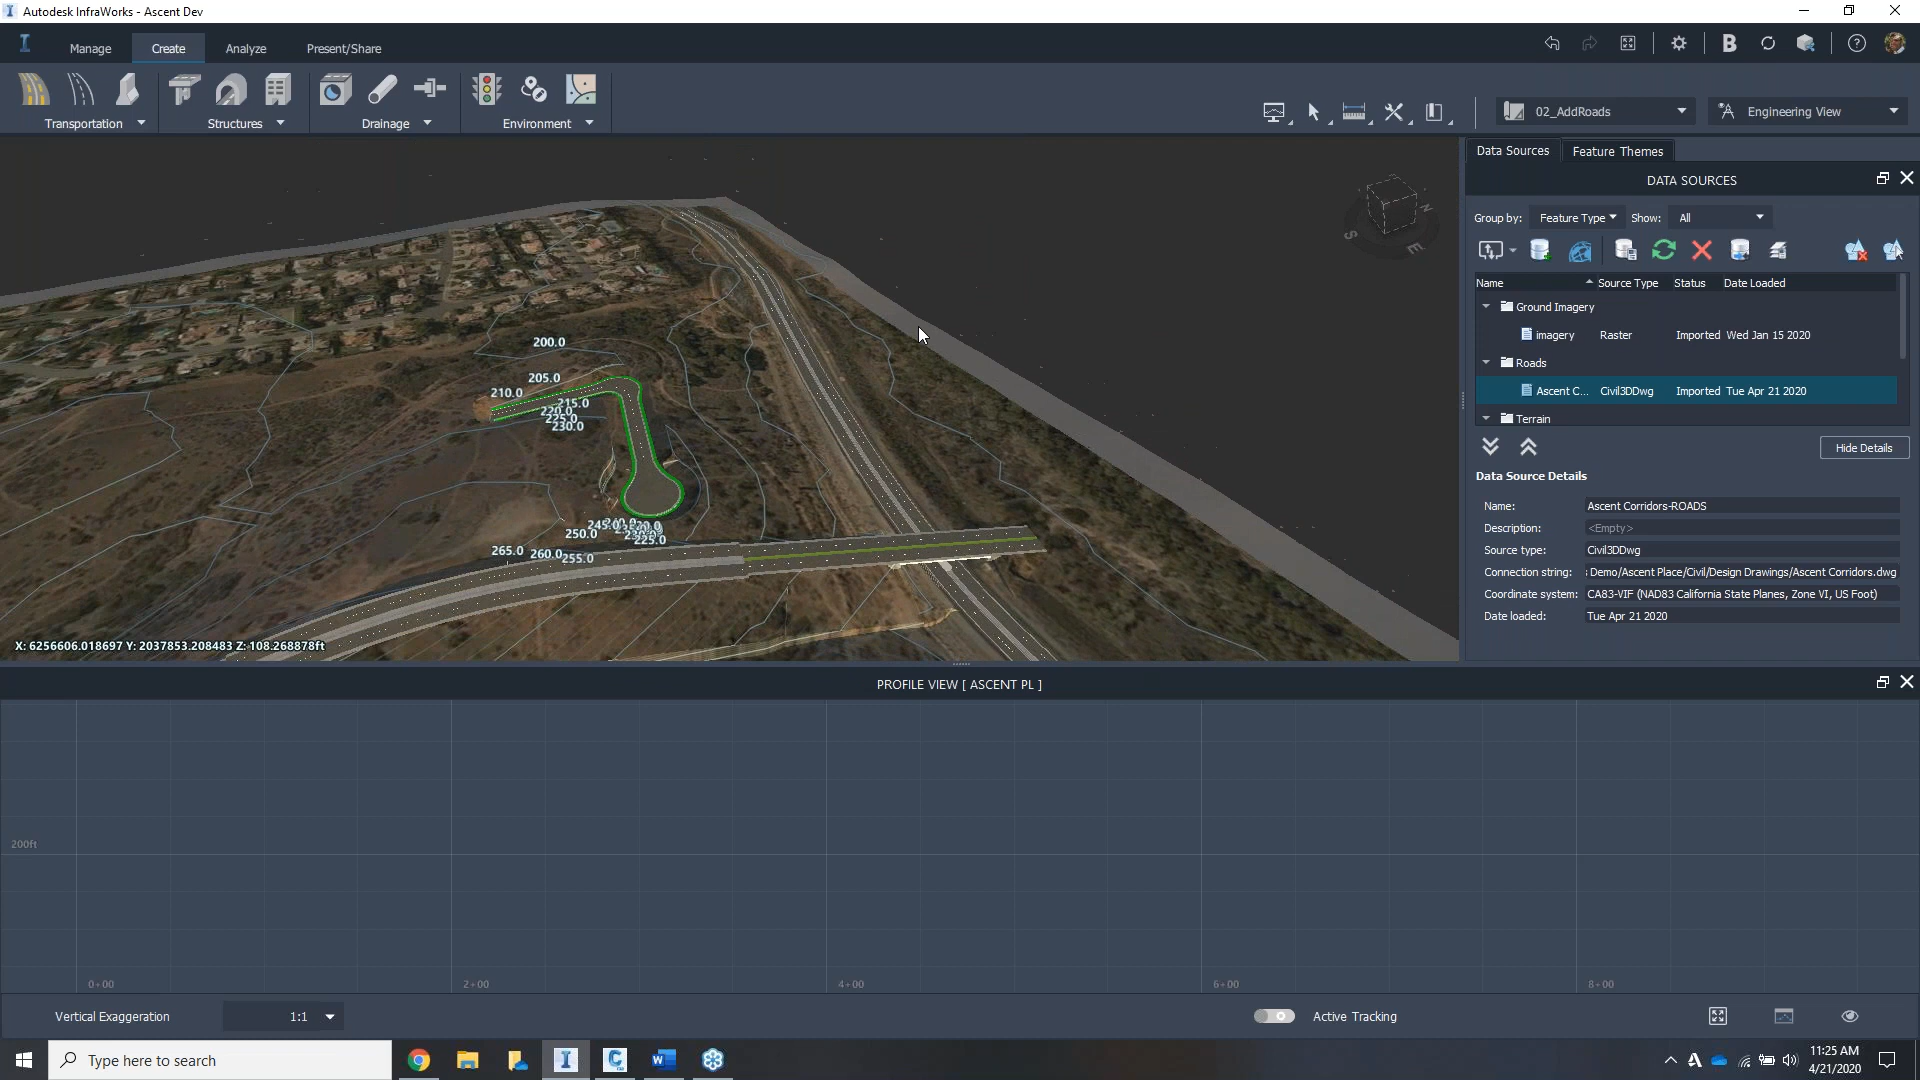 Autodesk InfraWorks - Ascent Dev
Manage Create Analyze Present/Share
Transportation Structures Drainage Environment
02_AddRoads Engineering View
Data Sources Feature Themes
DATA SOURCES
Group by: Feature Type Show: All
Name Source Type Status Date Loaded
Ground Imagery
imagery Raster Imported Wed Jan 15 2020
Roads
Ascent C... Civil3DDwg Imported Tue Apr 21 2020
Terrain
Hide Details
Data Source Details
Name: Ascent Corridors-ROADS
Description: <Empty>
Source type: Civil3DDwg
Connection string: : Demo/Ascent Place/Civil/Design Drawings/Ascent Corridors.dwg
Coordinate system: CA83-VIF (NAD83 California State Planes, Zone VI, US Foot)
Date loaded: Tue Apr 21 2020
N
S
E
200.0
205.0
210.0
215.0
220.0
225.0
230.0
245.0
250.0
225.0
265.0 260.0 255.0
X: 6256606.018697 Y: 2037853.208483 Z: 108.268878ft
PROFILE VIEW [ ASCENT PL ]
200ft
0+00 2+00 4+00 6+00 8+00
Vertical Exaggeration 1:1 Active Tracking
Type here to search
11:25 AM
4/21/2020